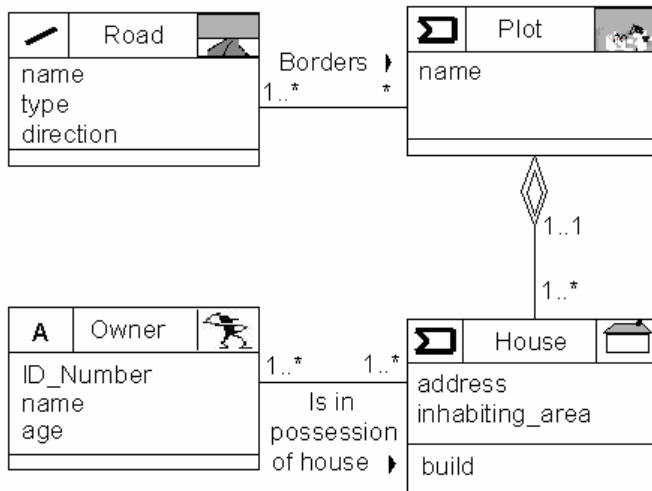 Road
name
type
direction
Borders
1..*
*
Plot
name
1..1
1..*
A
Owner
ID_Number
name
age
1..*
1..*
Is in
possession
of house
House
address
inhabiting_area
build